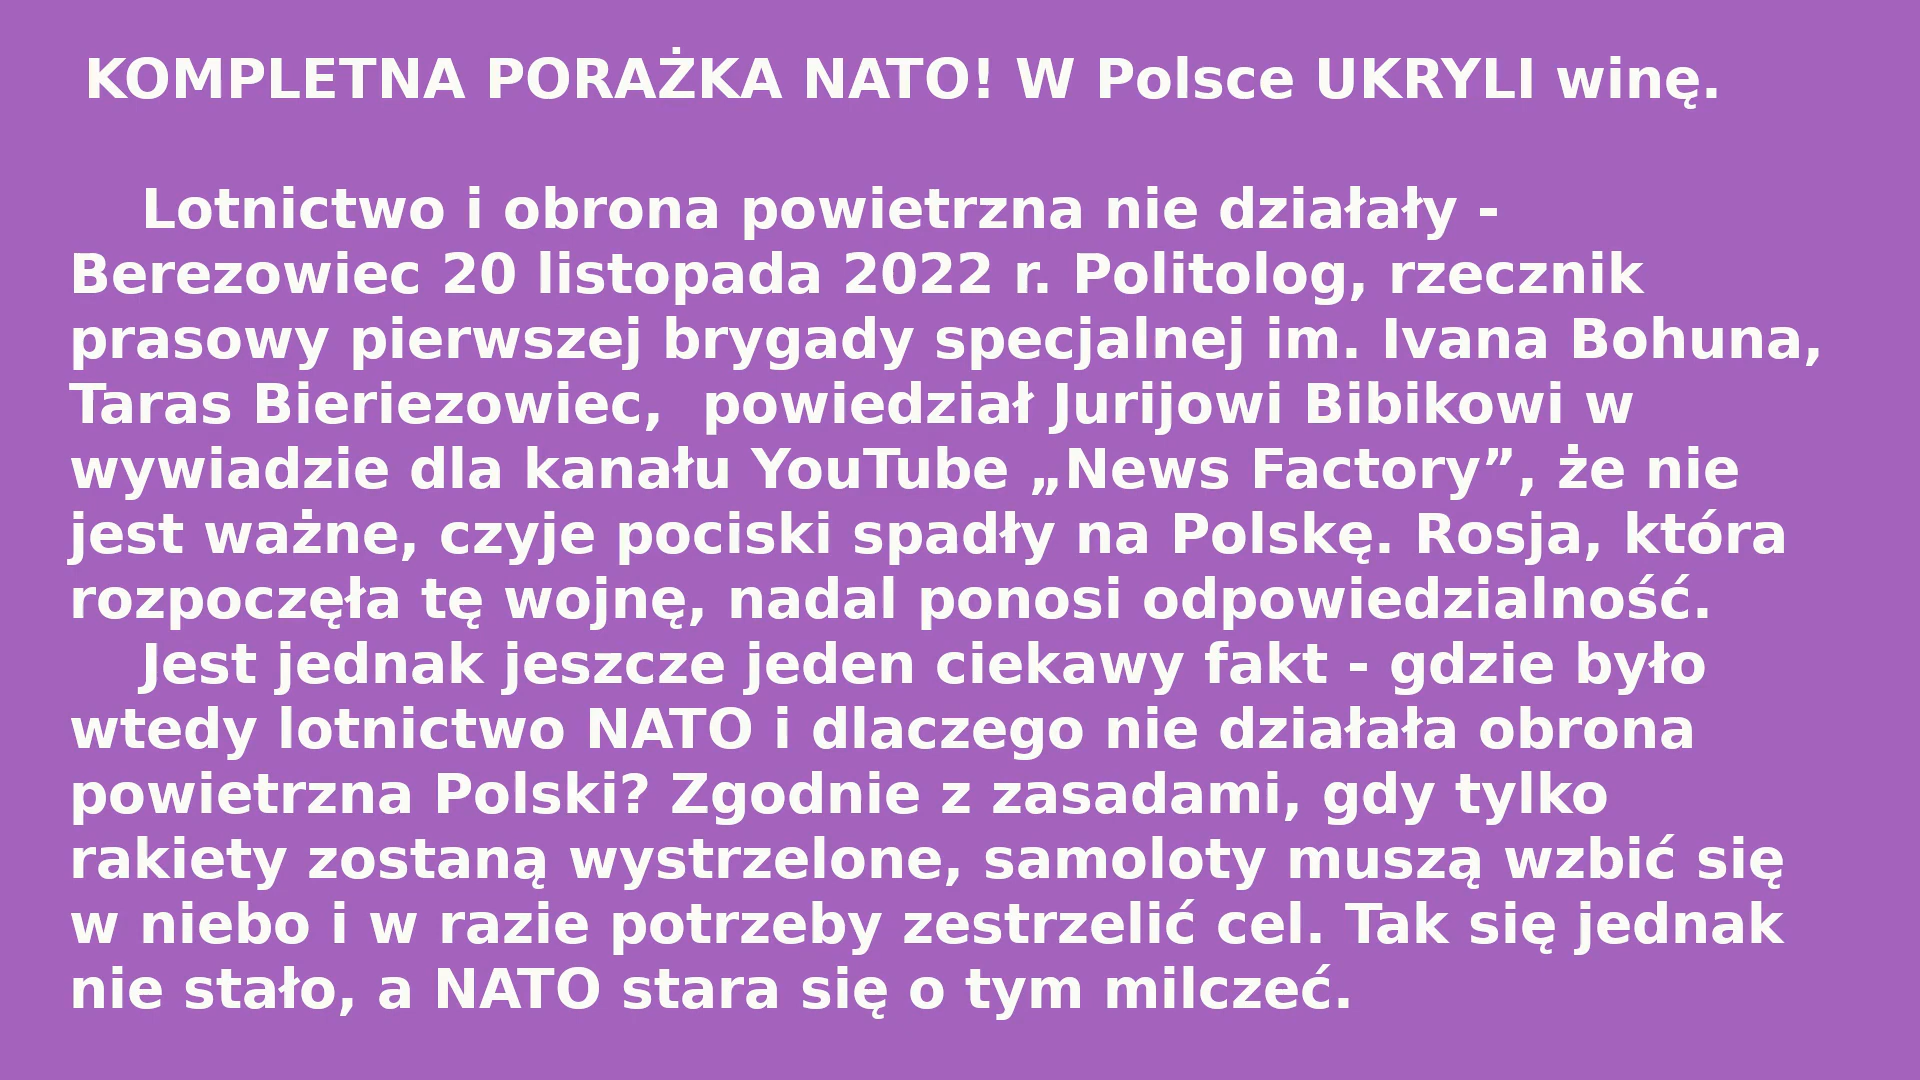 KOMPLETNA PORAŻKA NATO! W Polsce UKRYLI winę.
Lotnictwo i obrona powietrzna nie działały -
Berezowiec 20 listopada 2022 r. Politolog, rzecznik
prasowy pierwszej brygady specjalnej im. Ivana Bohuna,
Taras Bieriezowiec,  powiedział Jurijowi Bibikowi w
wywiadzie dla kanału YouTube „News Factory”, że nie
jest ważne, czyje pociski spadły na Polskę. Rosja, która
rozpoczęła tę wojnę, nadal ponosi odpowiedzialność.
Jest jednak jeszcze jeden ciekawy fakt - gdzie było
wtedy lotnictwo NATO i dlaczego nie działała obrona
powietrzna Polski? Zgodnie z zasadami, gdy tylko
rakiety zostaną wystrzelone, samoloty muszą wzbić się
w niebo i w razie potrzeby zestrzelić cel. Tak się jednak
nie stało, a NATO stara się o tym milczeć.